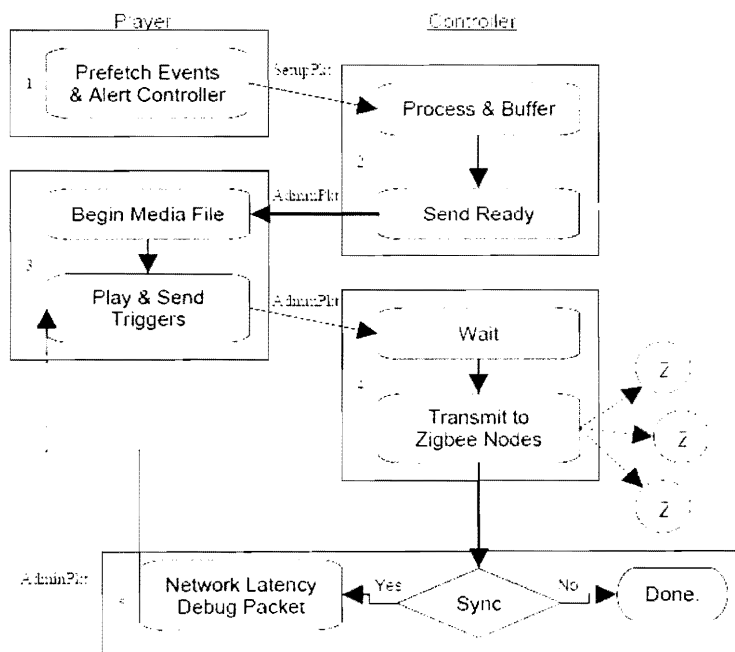 Player
Controller
1
Prefetch Events
& Alert Controller
SetupPkt
Process & Buffer
2
AdminPkt
Begin Media File
Send Ready
3
Play & Send
Triggers
AdminPkt
Wait
4
Transmit to
Zigbee Nodes
Z
Z
Z
AdminPkt
Network Latency
Debug Packet
Yes
Sync
No
Done.